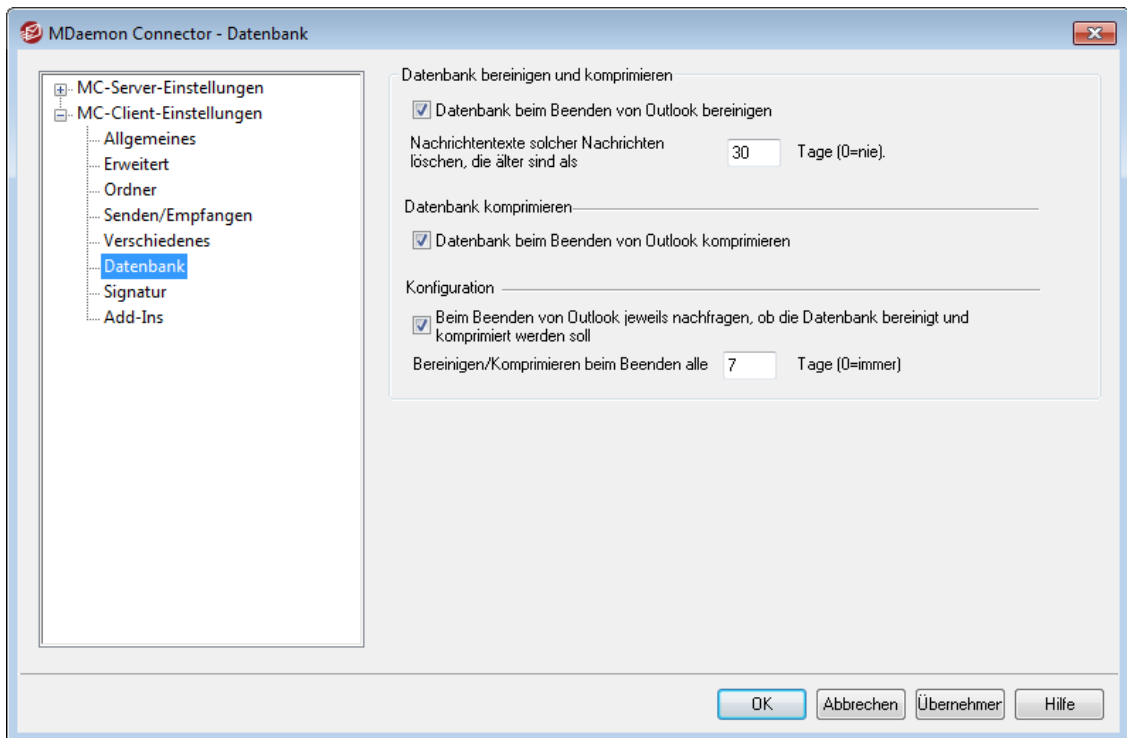 MDaemon Connector - Datenbank
MC-Server-Einstellungen
MC-Client-Einstellungen
Allgemeines
Erweitert
Ordner
Senden/Empfangen
Verschiedenes
Datenbank
Signatur
Add-Ins
Datenbank bereinigen und komprimieren
Datenbank beim Beenden von Outlook bereinigen
Nachrichtentexte solcher Nachrichten
löschen, die älter sind als 30 Tage (0=nie).
Datenbank komprimieren
Datenbank beim Beenden von Outlook komprimieren
Konfiguration
Beim Beenden von Outlook jeweils nachfragen, ob die Datenbank bereinigt und
komprimiert werden soll
Bereinigen/Komprimieren beim Beenden alle 7 Tage (0=immer)
OK Abbrechen Übernehmer Hilfe